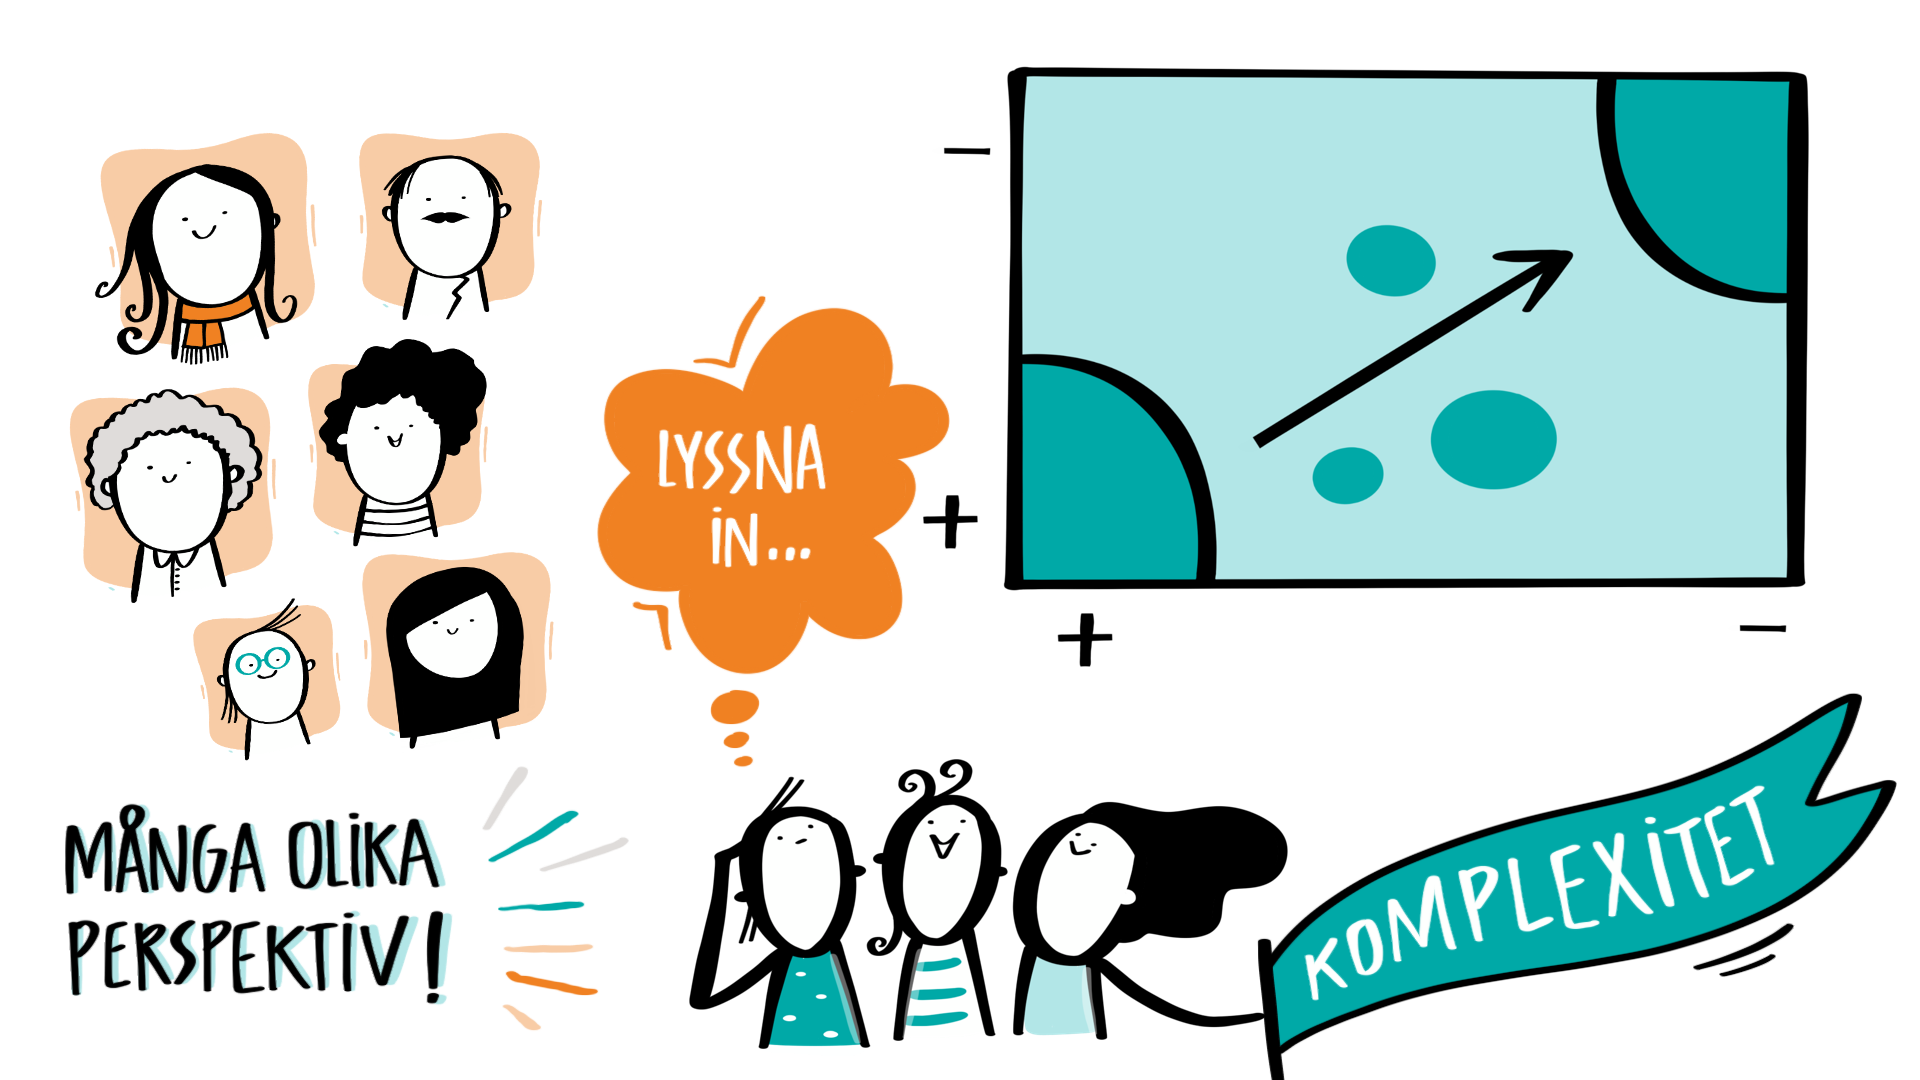 MÅNGA OLIKA
PERSPEKTIV!
LYSSNA
IN...
−
+
+
−
KOMPLEXITET